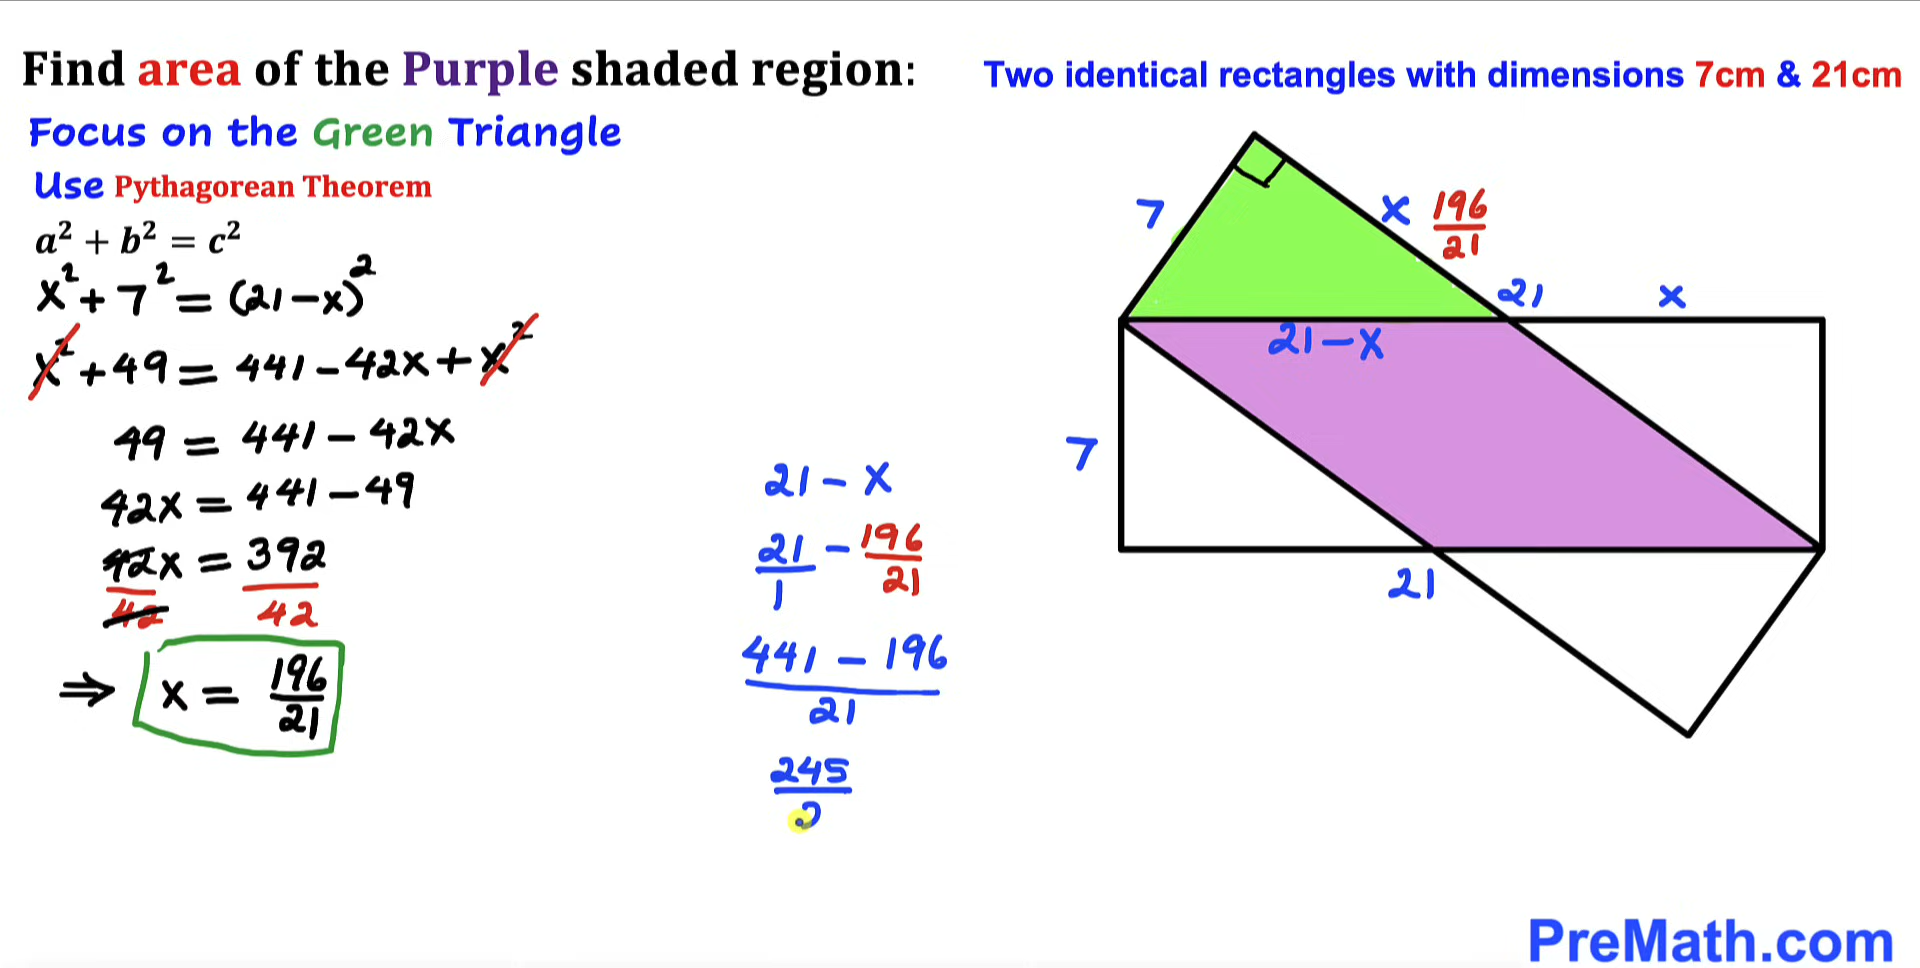 Find area of the Purple shaded region:
Two identical rectangles with dimensions 7cm & 21cm
Focus on the Green Triangle
Use Pythagorean Theorem
a² + b² = c²
x² + 7² = (21 - x)²
x² + 49 = 441 - 42x + x²
49 = 441 - 42x
42x = 441 - 49
42x = 392
42 42
⇒ x = 196/21
21 - x
21/1 - 196/21
441 - 196
21
245
7
x 196/21
21 x
21 - x
7
21
PreMath.com